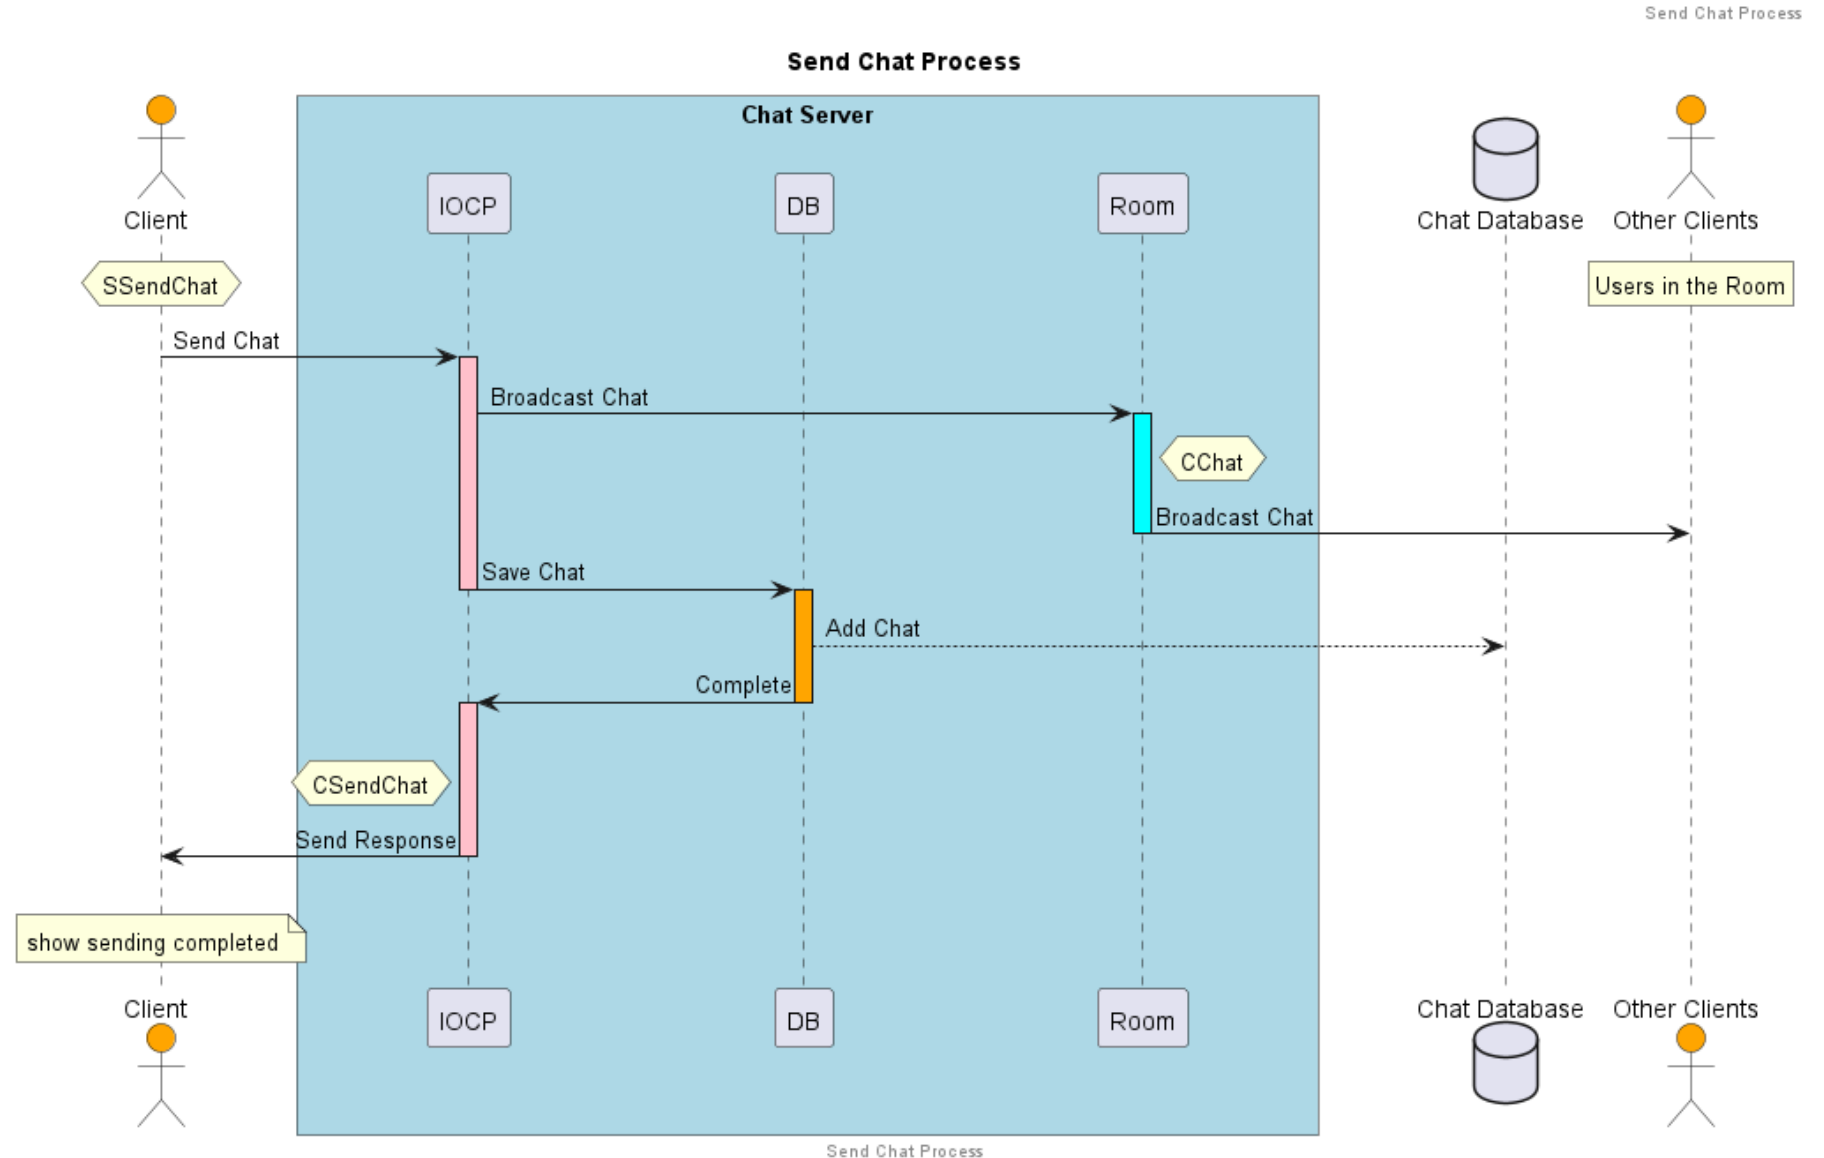 Send Chat Process
Send Chat Process
Chat Server
IOCP
DB
Room
Client
Chat Database
Other Clients
SSendChat
Users in the Room
Send Chat
Broadcast Chat
CChat
Broadcast Chat
Save Chat
Add Chat
Complete
CSendChat
Send Response
show sending completed
Client
Chat Database
Other Clients
IOCP
DB
Room
Send Chat Process